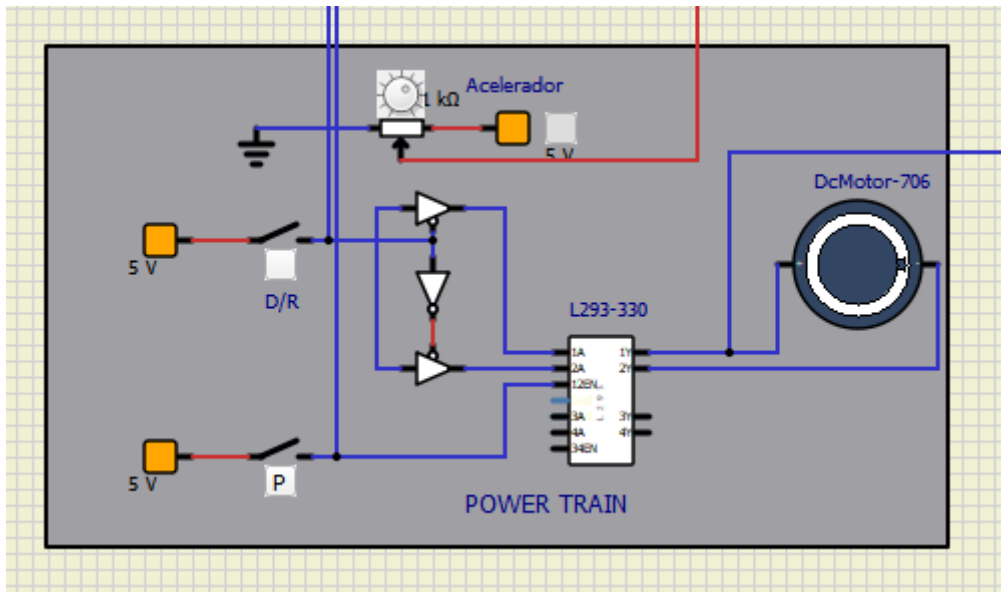 Acelerador
1 kΩ
5 V
DcMotor-706
5 V
D/R
L293-330
1A 1Y
2A 2Y
12EN
3A 3Y
4A 4Y
34EN
5 V
P
POWER TRAIN